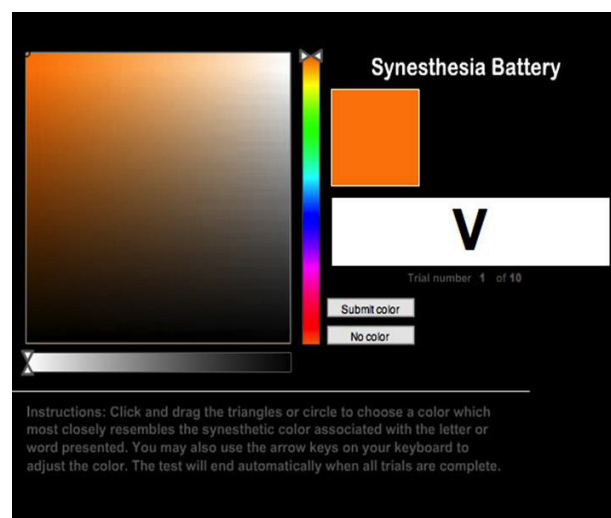 Synesthesia Battery
V
Trial number 1 of 10
Submit color
No color
Instructions: Click and drag the triangles or circle to choose a color which
most closely resembles the synesthetic color associated with the letter or
word presented. You may also use the arrow keys on your keyboard to
adjust the color. The test will end automatically when all trials are complete.